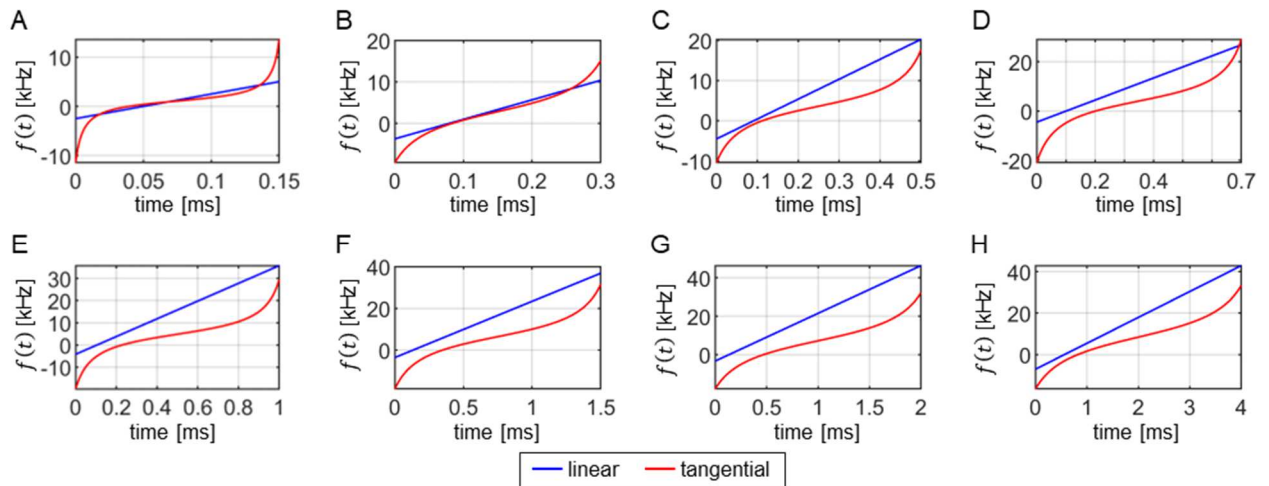 A
f(t) [kHz]
10
0
-10
0 0.05 0.1 0.15
time [ms]
B
f(t) [kHz]
20
10
0
0 0.1 0.2 0.3
time [ms]
C
f(t) [kHz]
20
10
0
-10
0 0.1 0.2 0.3 0.4 0.5
time [ms]
D
f(t) [kHz]
20
0
-20
0 0.2 0.4 0.7
time [ms]
E
f(t) [kHz]
30
20
10
0
-10
0 0.2 0.4 0.6 0.8 1
time [ms]
F
f(t) [kHz]
40
20
0
0 0.5 1 1.5
time [ms]
G
f(t) [kHz]
40
20
0
0 0.5 1 1.5 2
time [ms]
H
f(t) [kHz]
40
20
0
0 1 2 3 4
time [ms]
linear tangential